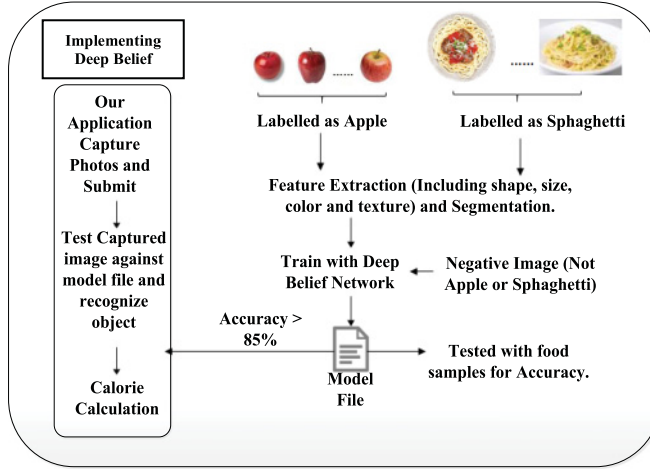 Implementing
Deep Belief
Our
Application
Capture
Photos and
Submit
Test Captured
image against
model file and
recognize
object
Calorie
Calculation
......
......
Labelled as Apple
Labelled as Sphaghetti
Feature Extraction (Including shape, size,
color and texture) and Segmentation.
Train with Deep
Belief Network
Negative Image (Not
Apple or Sphaghetti)
Accuracy >
85%
Model
File
Tested with food
samples for Accuracy.